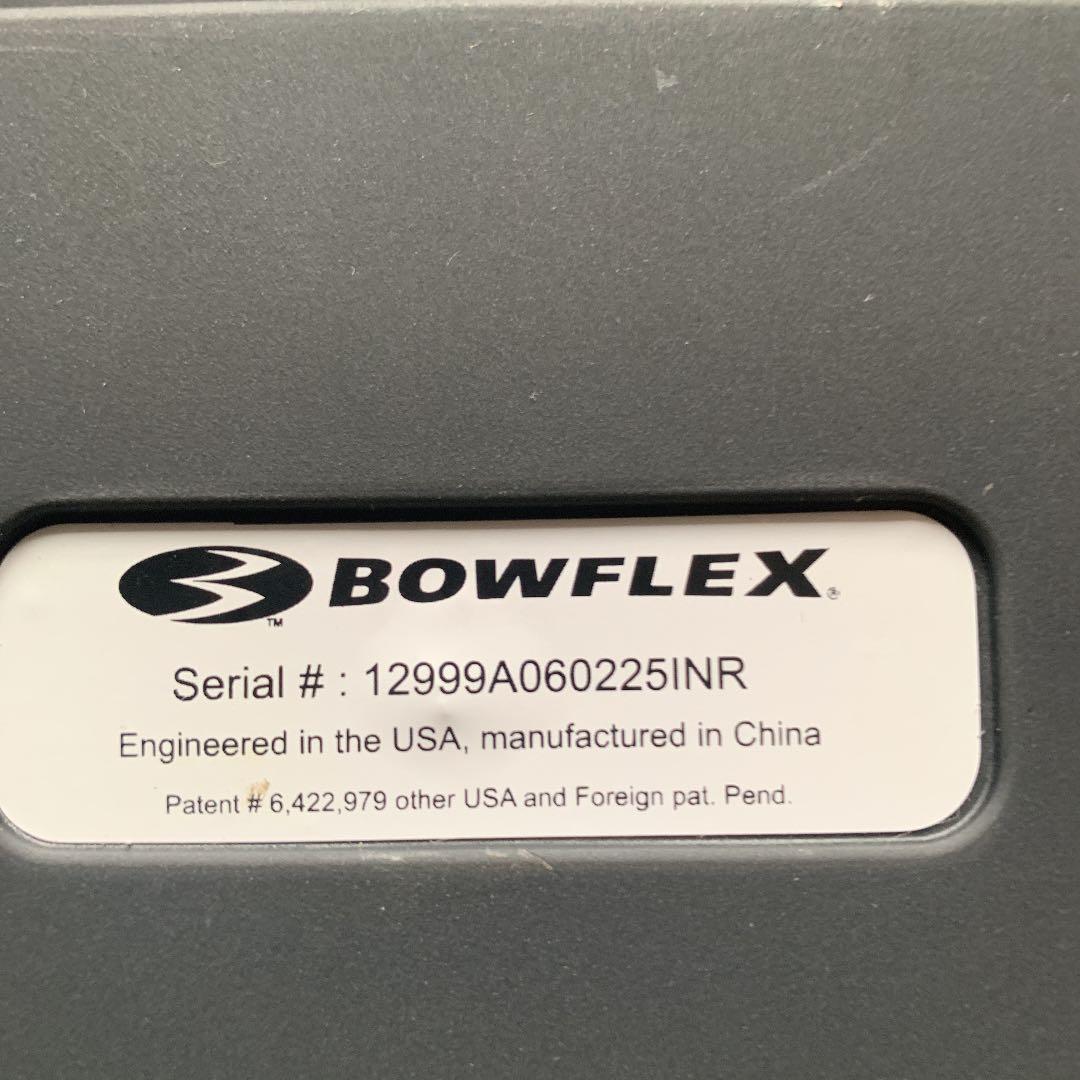 BOWFLEX®
™
Serial # : 12999A060225INR
Engineered in the USA, manufactured in China
Patent # 6,422,979 other USA and Foreign pat. Pend.